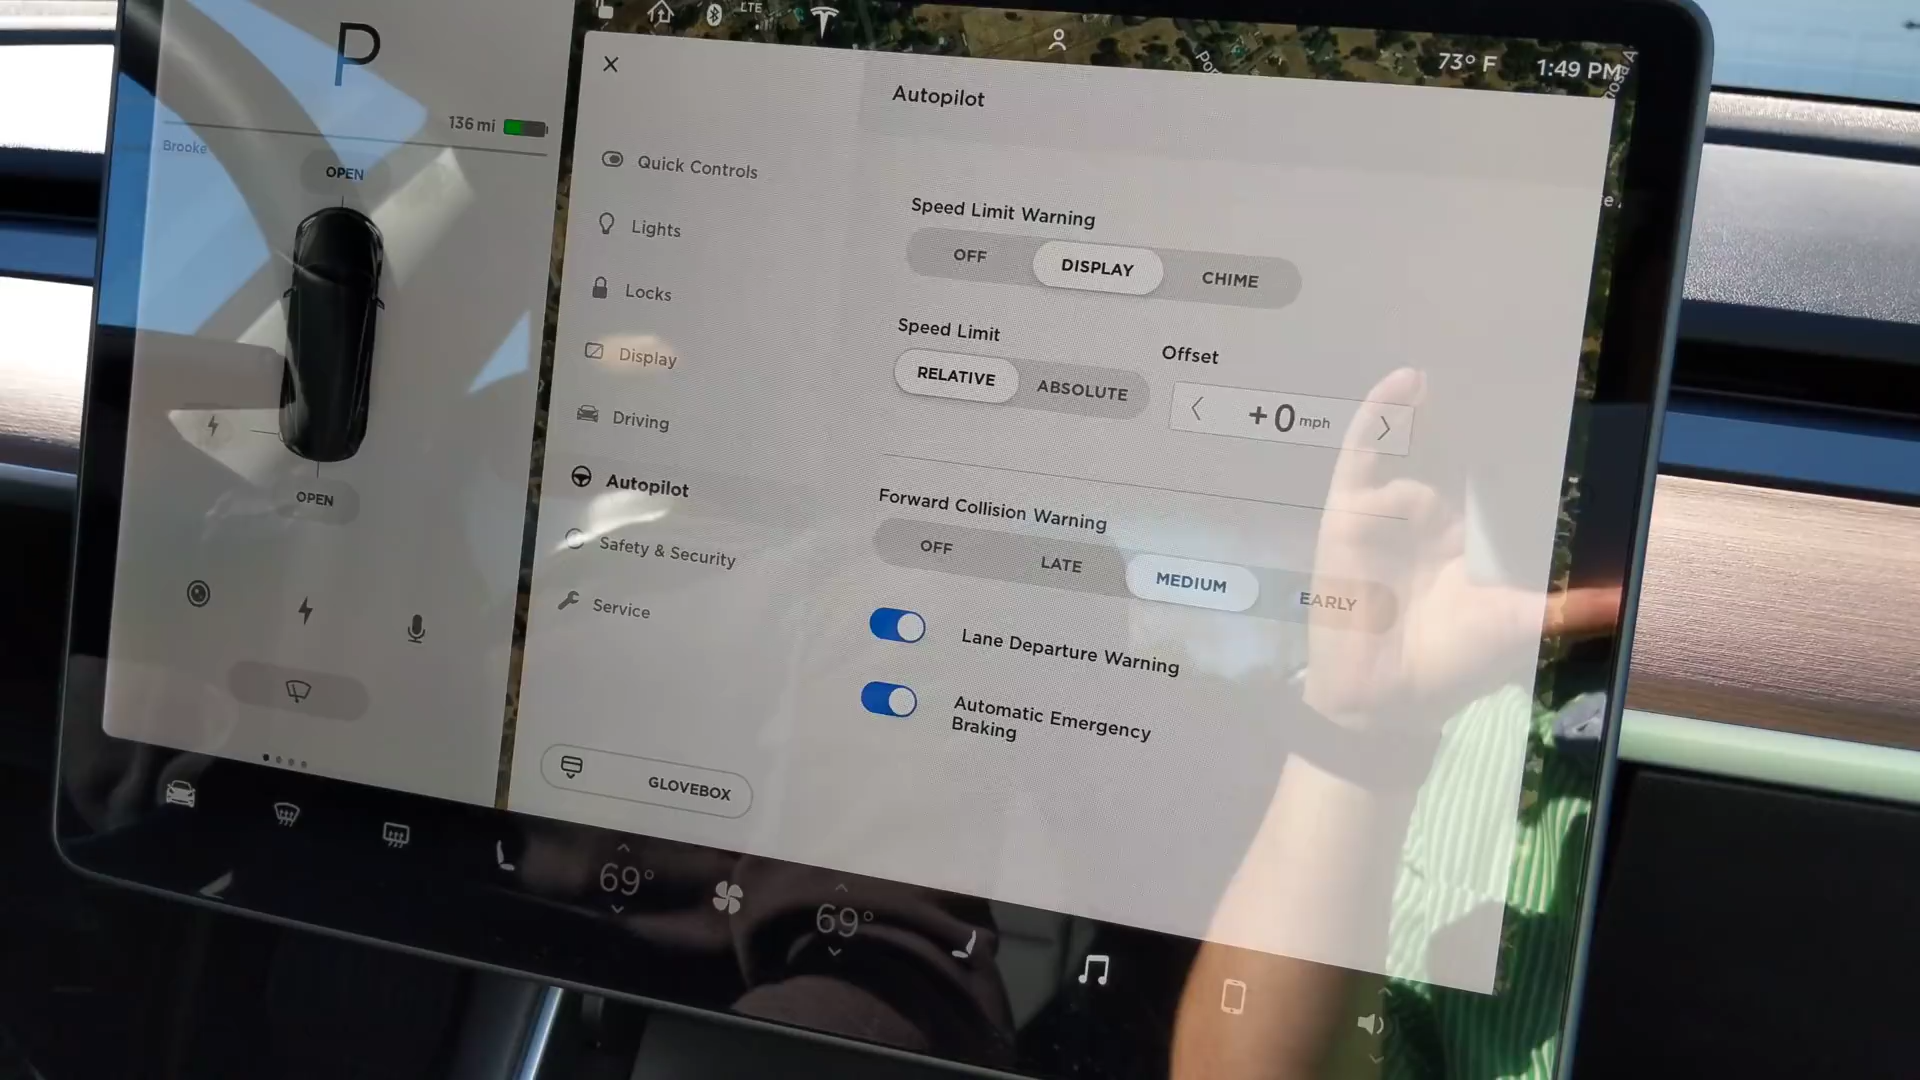 P
136 mi
Brooke
OPEN
OPEN
LTE
73° F
1:49 PM
Autopilot
Quick Controls
Lights
Locks
Display
Driving
Autopilot
Safety & Security
Service
GLOVEBOX
Speed Limit Warning
OFF DISPLAY CHIME
Speed Limit
RELATIVE ABSOLUTE
Offset
+0 mph
Forward Collision Warning
OFF LATE MEDIUM EARLY
Lane Departure Warning
Automatic Emergency
Braking
69°
69°